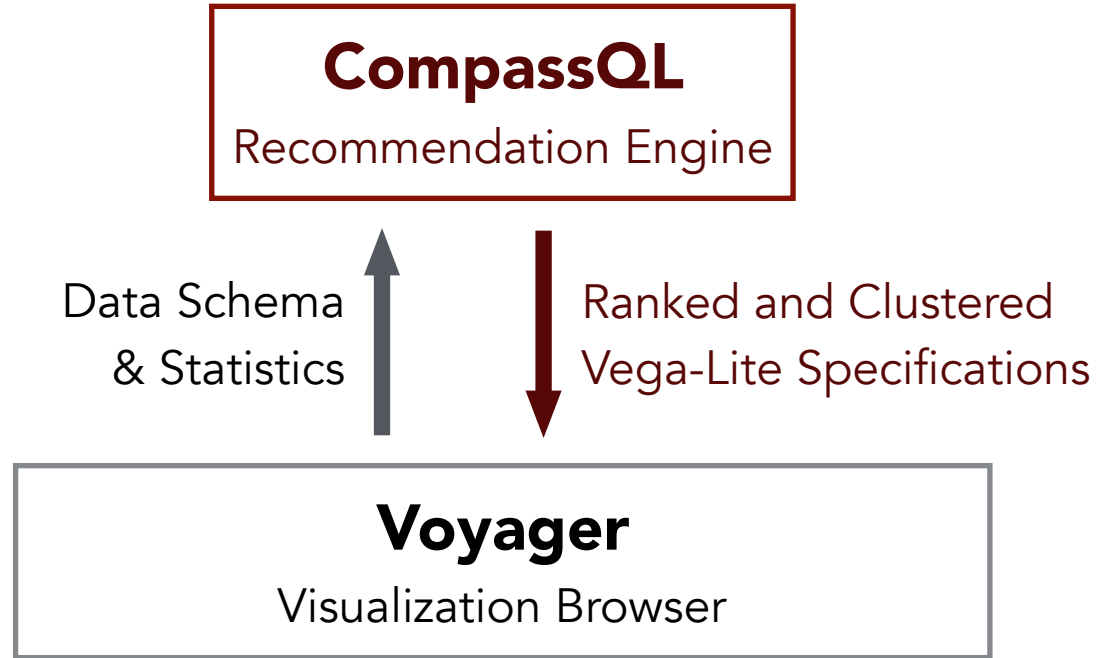 CompassQL
Recommendation Engine
Data Schema
& Statistics
Ranked and Clustered
Vega-Lite Specifications
Voyager
Visualization Browser